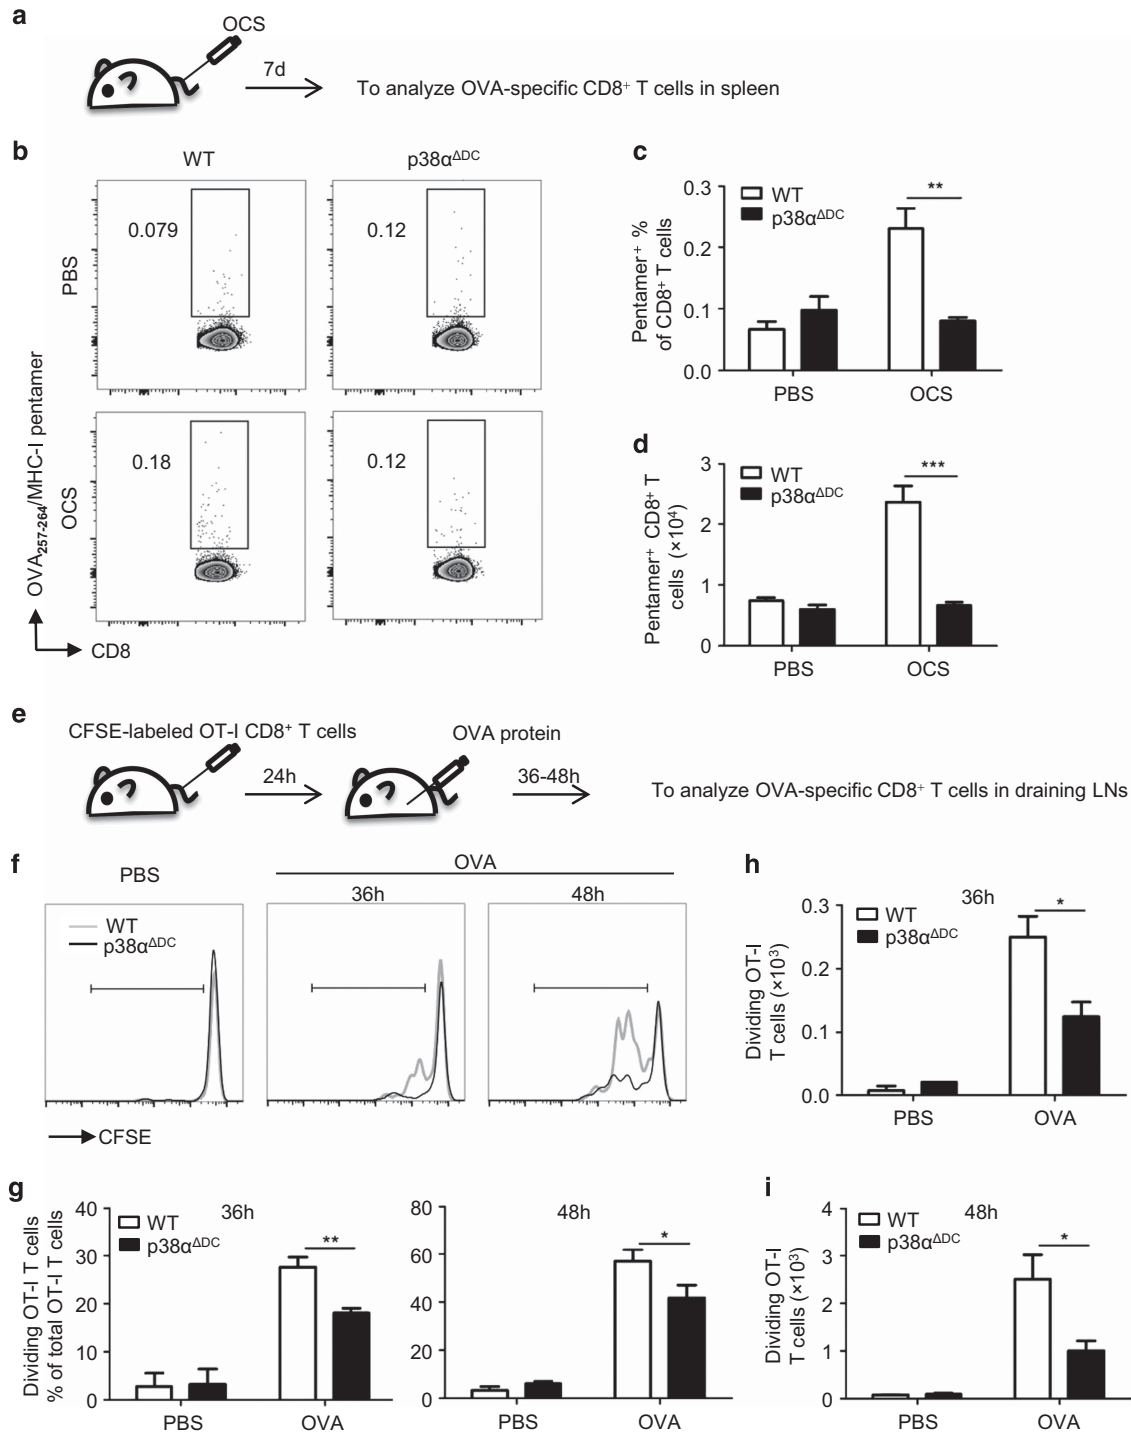 a
OCS
7d
To analyze OVA-specific CD8⁺ T cells in spleen
b
WT
p38α^ΔDC
PBS
0.079
0.12
OCS
0.18
0.12
OVA₂₅₇₋₂₆₄/MHC-I pentamer
CD8
c
Pentamer⁺ %
of CD8⁺ T cells
0.3
0.2
0.1
0.0
WT
p38α^ΔDC
**
PBS
OCS
d
Pentamer⁺ CD8⁺ T
cells (×10⁴)
3
2
1
0
WT
p38α^ΔDC
***
PBS
OCS
e
CFSE-labeled OT-I CD8⁺ T cells
24h
OVA protein
36-48h
To analyze OVA-specific CD8⁺ T cells in draining LNs
f
PBS
OVA
36h
48h
WT
p38α^ΔDC
CFSE
h
36h
Dividing OT-I
T cells (×10³)
0.3
0.2
0.1
0.0
WT
p38α^ΔDC
*
PBS
OVA
g
Dividing OT-I T cells
% of total OT-I T cells
40
30
20
10
0
WT
p38α^ΔDC
36h
**
PBS
OVA
80
60
40
20
0
48h
*
PBS
OVA
i
Dividing OT-I
T cells (×10³)
4
3
2
1
0
WT
p38α^ΔDC
48h
*
PBS
OVA